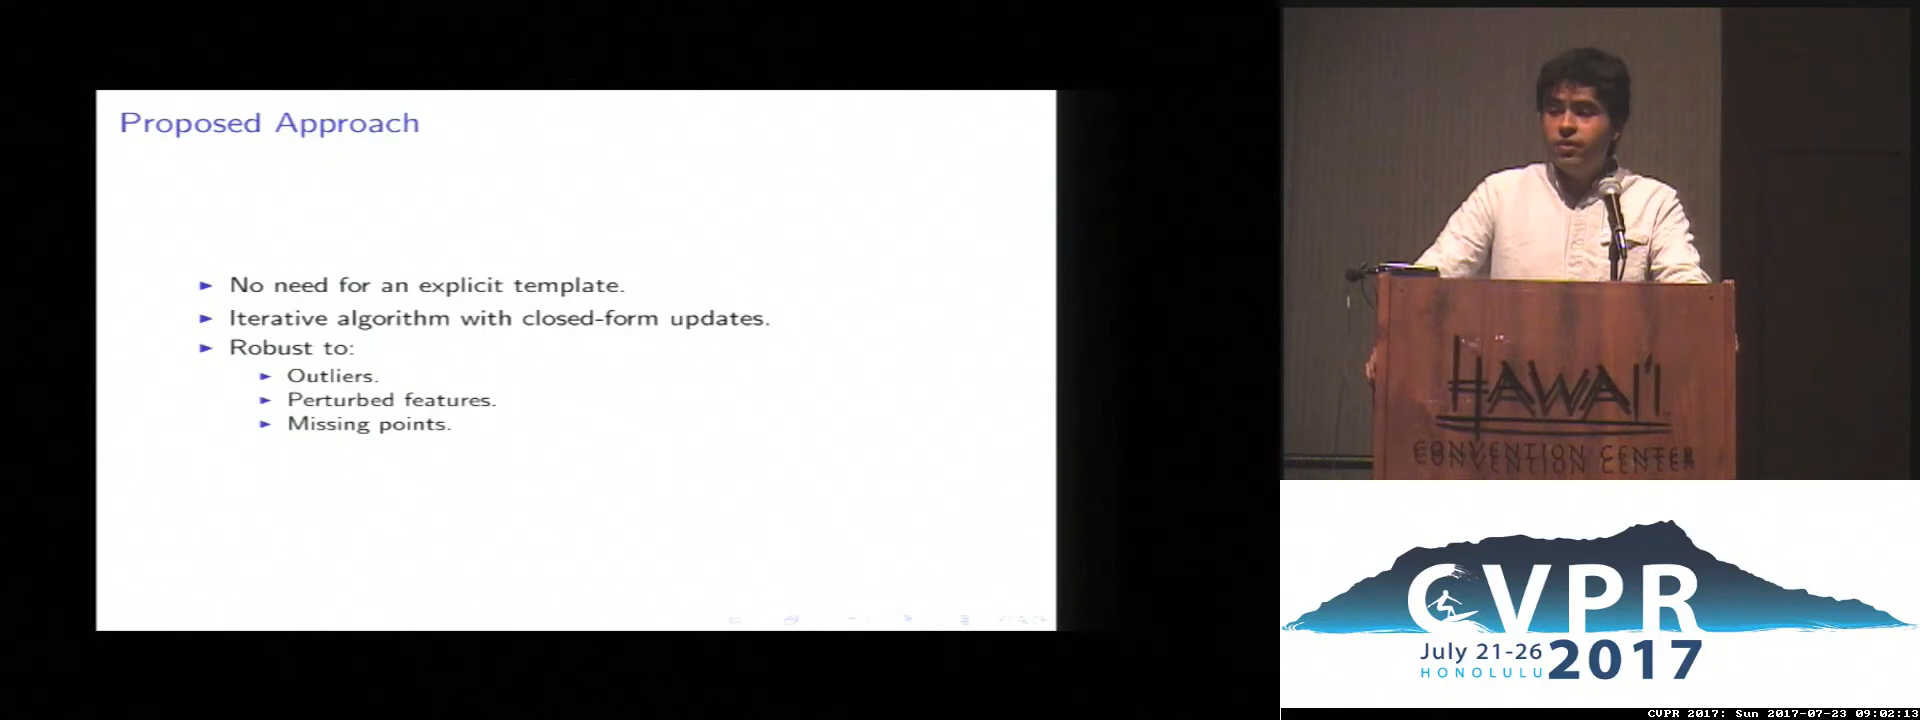 Proposed Approach
No need for an explicit template.
Iterative algorithm with closed-form updates.
Robust to:
Outliers.
Perturbed features.
Missing points.
HAWAI'I
CONVENTION CENTER
CVPR
July 21-26
HONOLULU
2017
CVPR 2017: Sun 2017-07-23 09:02:13